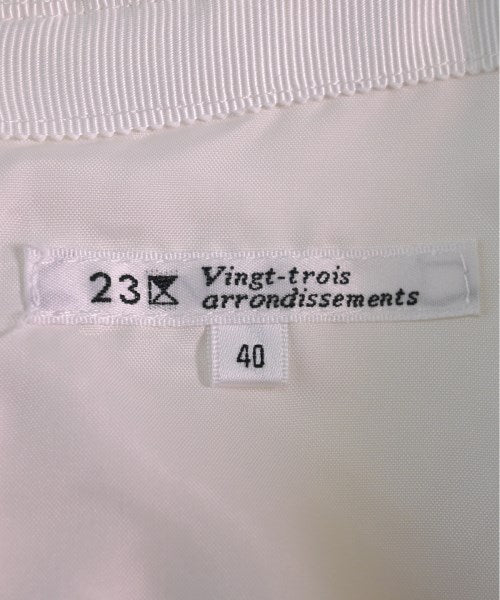 23区
Vingt-trois
arrondissements
40